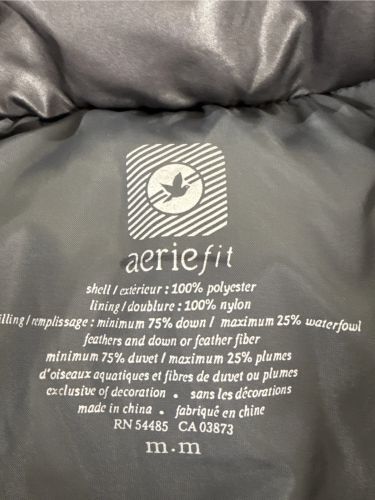 aeriefit
shell / extérieur : 100% polyester
lining / doublure : 100% nylon
illing / remplissage : minimum 75% down / maximum 25% waterfowl
feathers and down or feather fiber
minimum 75% duvet / maximum 25% plumes
d'oiseaux aquatiques et fibres de duvet ou plumes
exclusive of decoration . sans les décorations
made in china . fabriqué en chine
RN 54485 CA 03873
m.m